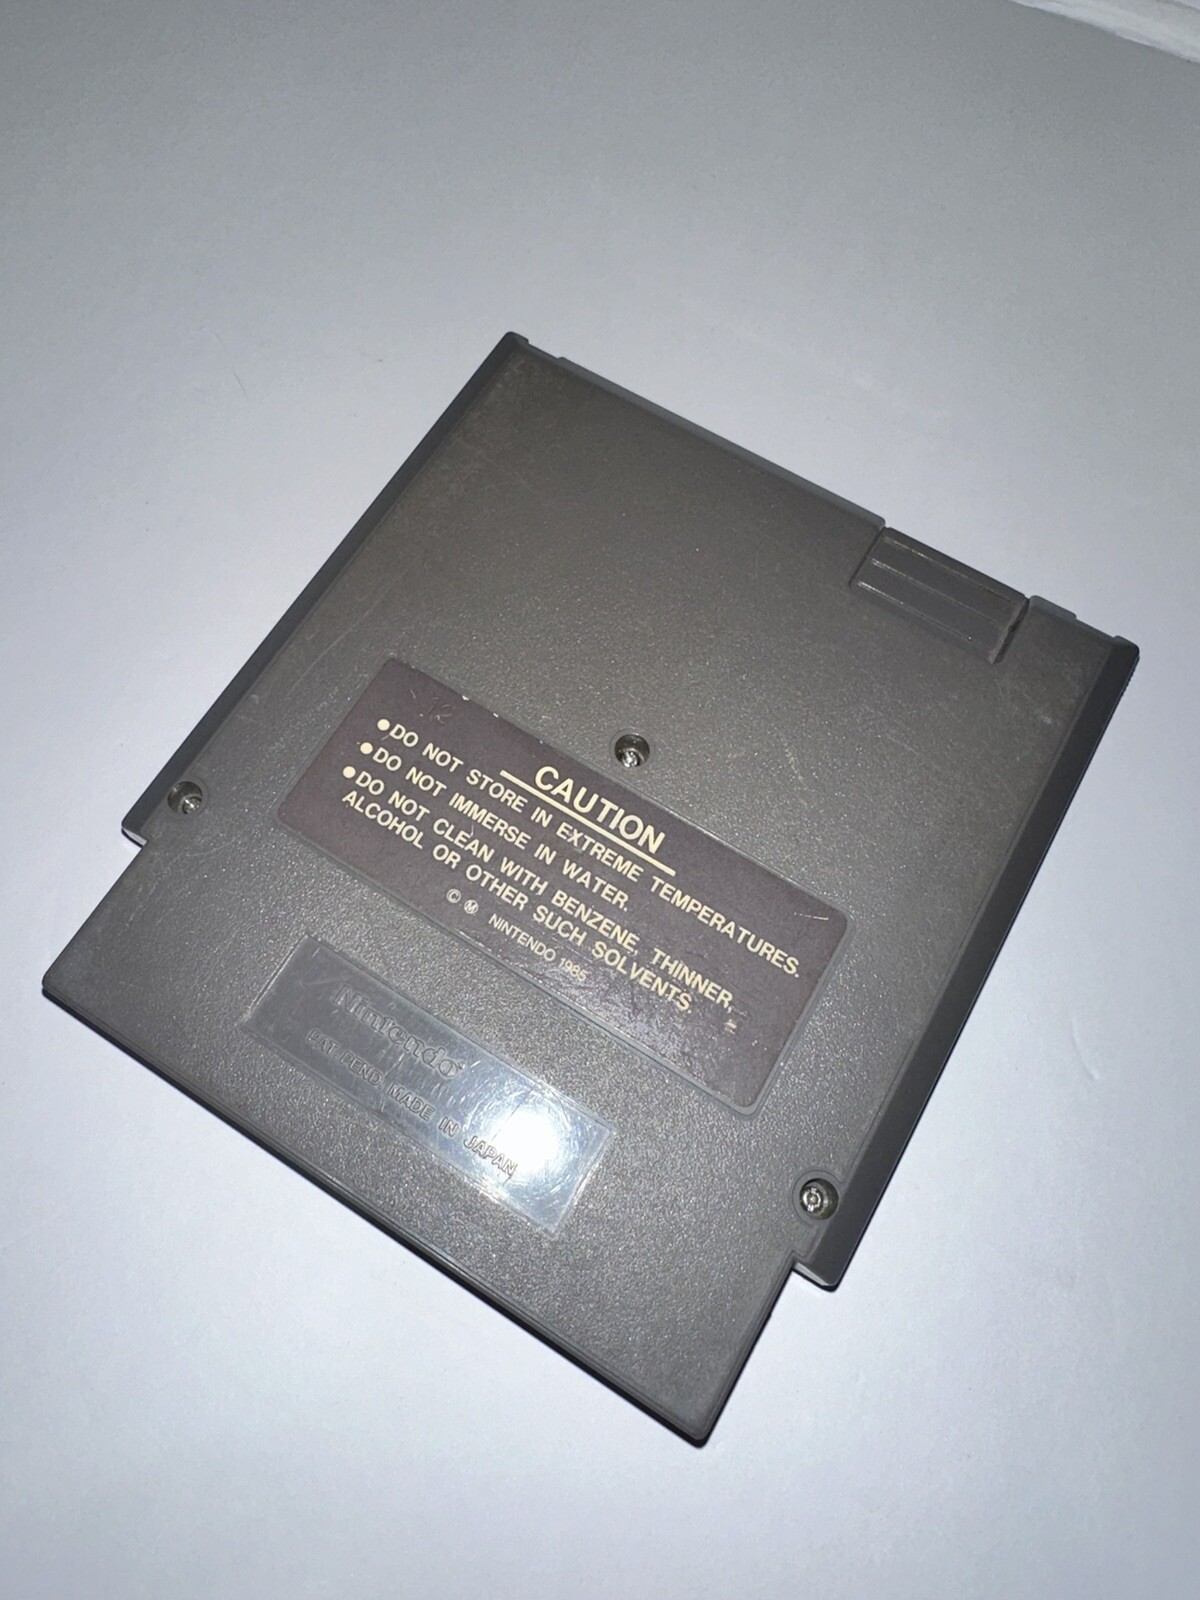 CAUTION
●DO NOT STORE IN EXTREME TEMPERATURES.
●DO NOT IMMERSE IN WATER.
●DO NOT CLEAN WITH BENZENE, THINNER,
ALCOHOL OR OTHER SUCH SOLVENTS.
© Ⓜ NINTENDO 1985
Nintendo
PAT. PEND. MADE IN JAPAN